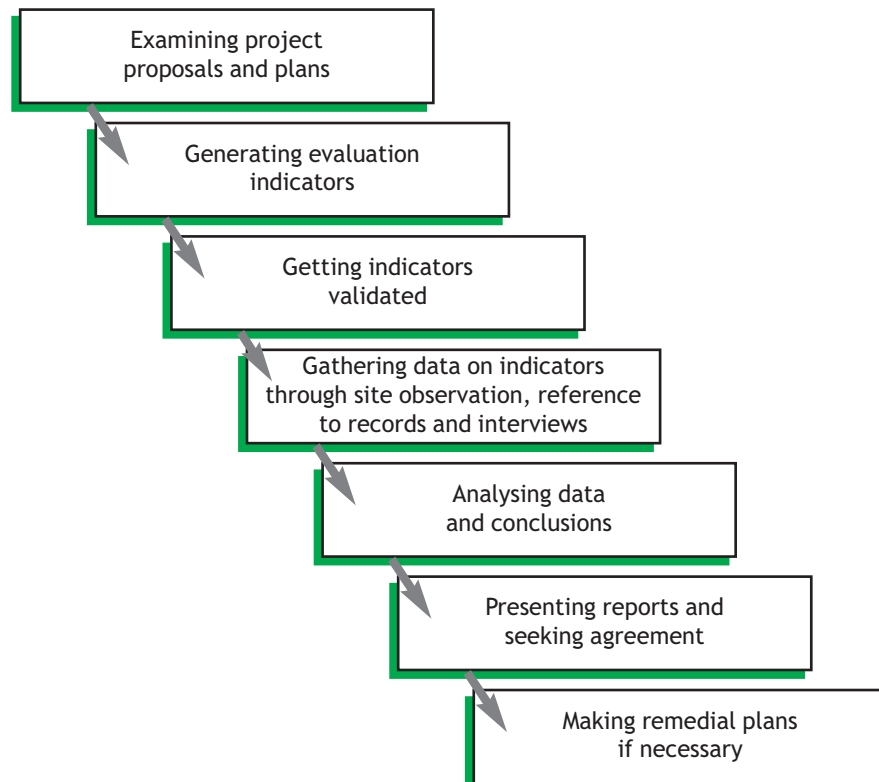 Examining project
proposals and plans
Generating evaluation
indicators
Getting indicators
validated
Gathering data on indicators
through site observation, reference
to records and interviews
Analysing data
and conclusions
Presenting reports and
seeking agreement
Making remedial plans
if necessary